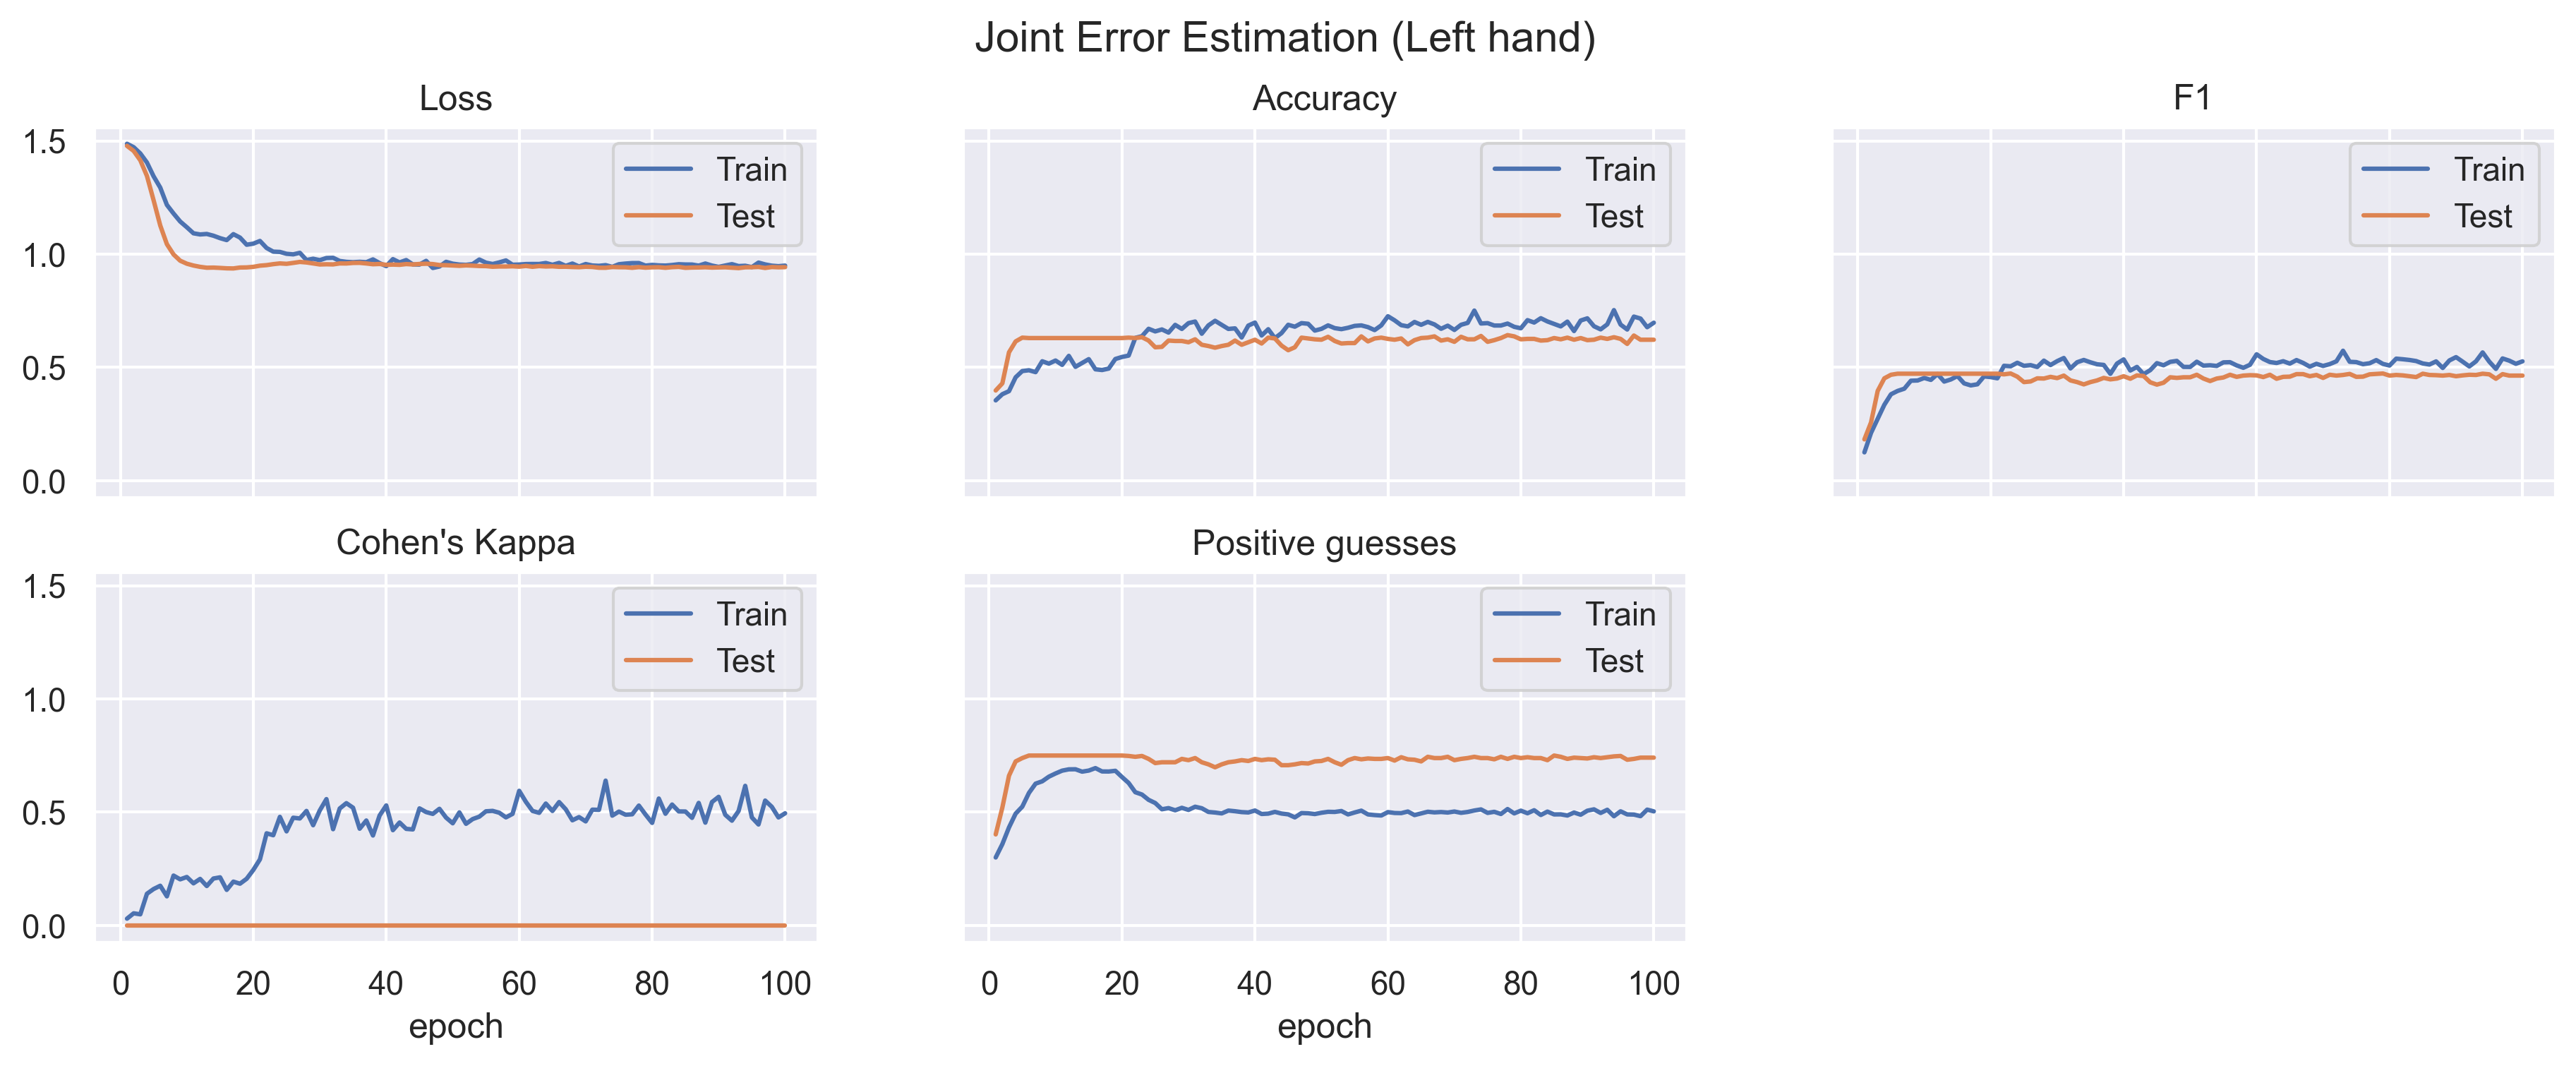 Joint Error Estimation (Left hand)
Loss
Accuracy
F1
1.5
1.0
0.5
0.0
Train
Test
Train
Test
Train
Test
Cohen's Kappa
Positive guesses
1.5
1.0
0.5
0.0
Train
Test
Train
Test
0 20 40 60 80 100
0 20 40 60 80 100
epoch
epoch